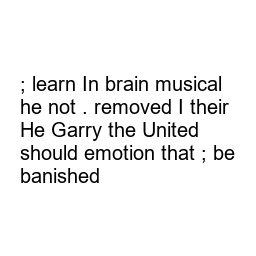 ; learn In brain musical
he not . removed I their
He Garry the United
should emotion that ; be
banished